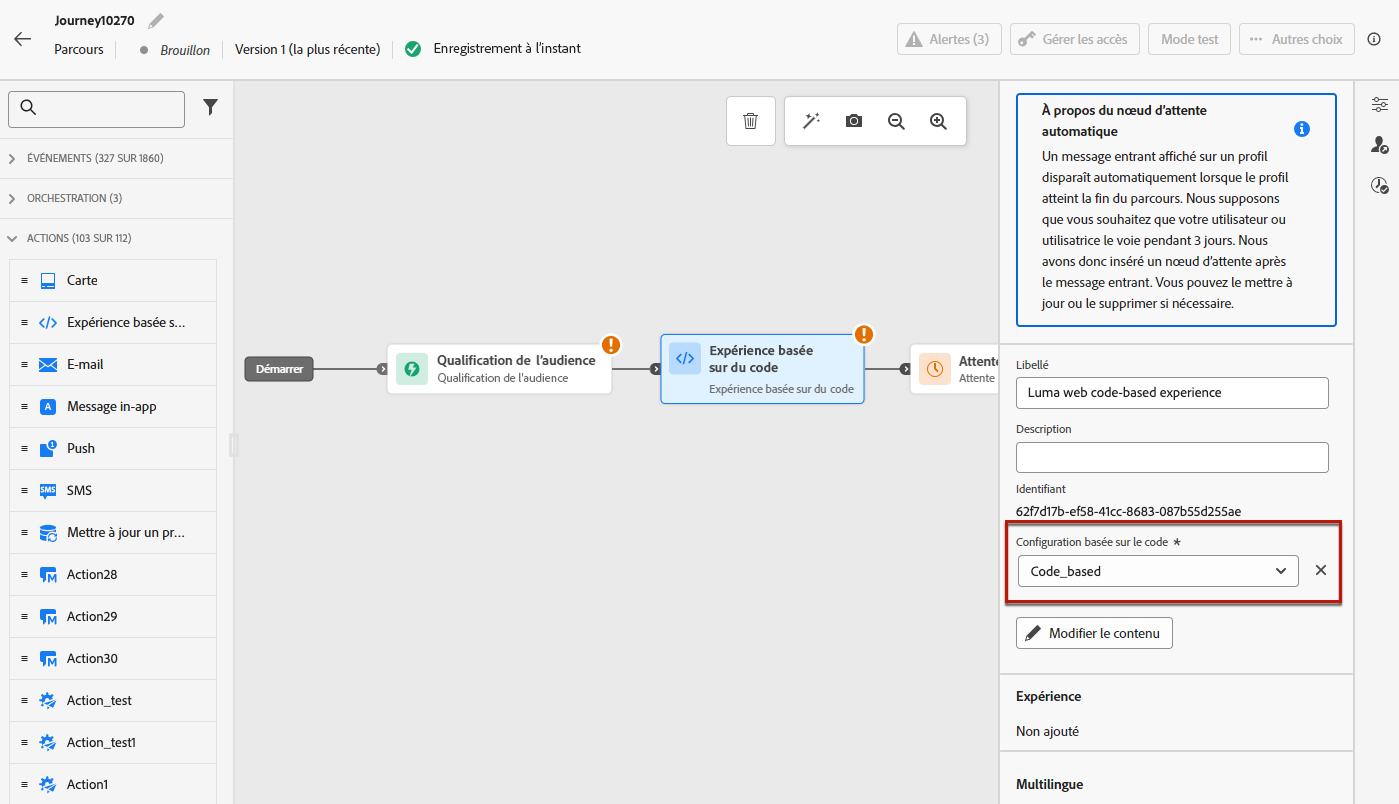 Journey10270
Parcours
Brouillon
Version 1 (la plus récente)
Enregistrement à l'instant
Alertes (3)
Gérer les accès
Mode test
Autres choix
ÉVÉNEMENTS (327 SUR 1860)
ORCHESTRATION (3)
ACTIONS (103 SUR 112)
Carte
Expérience basée s...
E-mail
Message in-app
Push
SMS
Mettre à jour un pr...
Action28
Action29
Action30
Action_test
Action_test1
Action1
Démarrer
Qualification de l'audience
Qualification de l'audience
Expérience basée
sur du code
Expérience basée sur du code
Attente
Attente
À propos du nœud d'attente
automatique
Un message entrant affiché sur un profil
disparaît automatiquement lorsque le profil
atteint la fin du parcours. Nous supposons
que vous souhaitez que votre utilisateur ou
utilisatrice le voie pendant 3 jours. Nous
avons donc inséré un nœud d'attente après
le message entrant. Vous pouvez le mettre à
jour ou le supprimer si nécessaire.
Libellé
Luma web code-based experience
Description
Identifiant
62f7d17b-ef58-41cc-8683-087b55d255ae
Configuration basée sur le code *
Code_based
Modifier le contenu
Expérience
Non ajouté
Multilingue